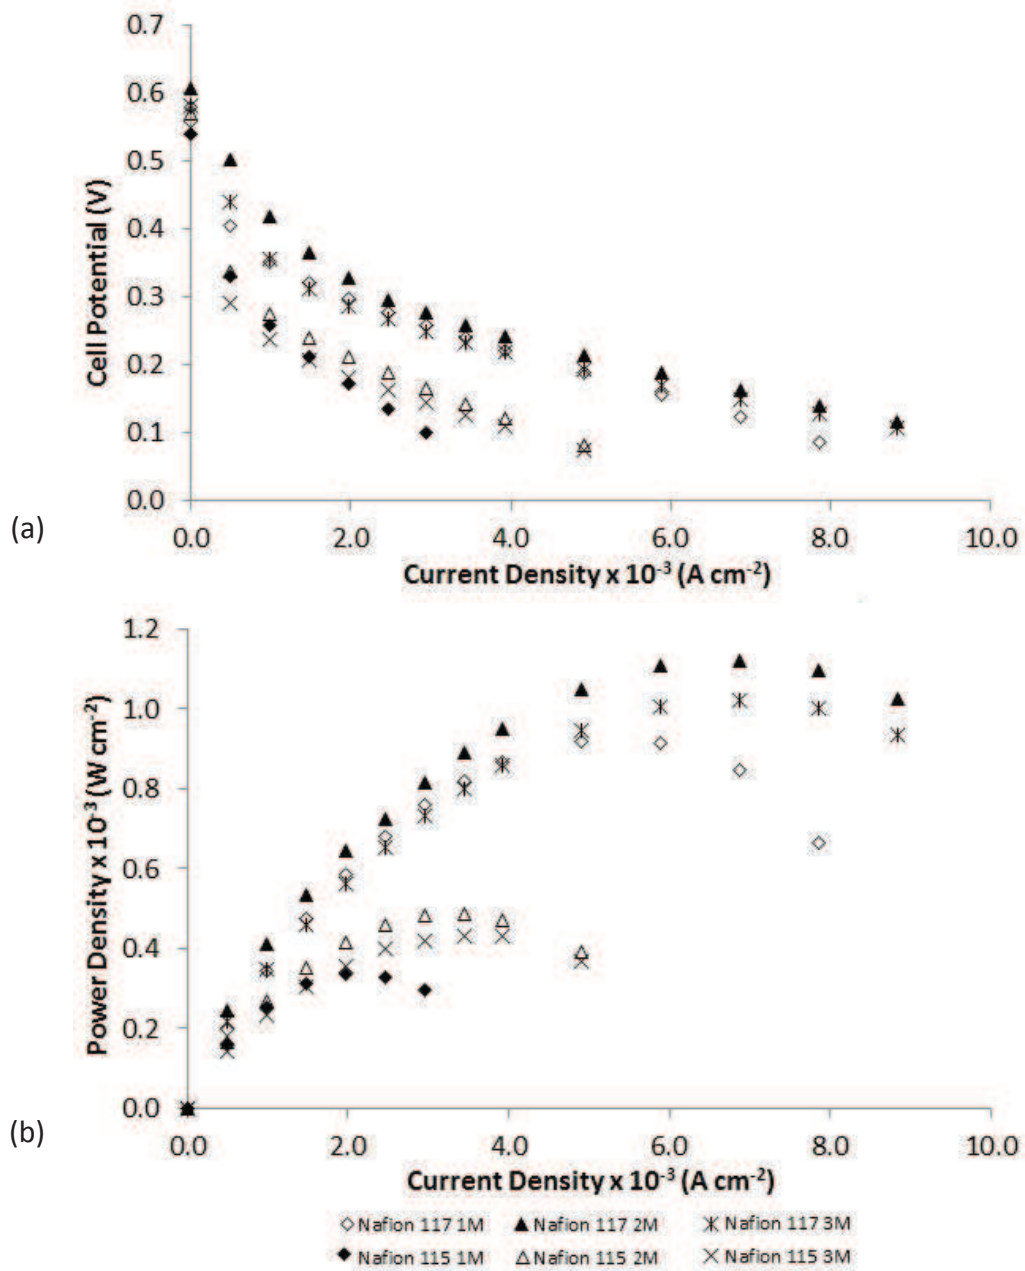 0.7
0.6
0.5
0.4
0.3
0.2
0.1
0.0
Cell Potential (V)
(a)
0.0 2.0 4.0 6.0 8.0 10.0
Current Density x 10⁻³ (A cm⁻²)
1.2
1.0
0.8
0.6
0.4
0.2
0.0
Power Density x 10⁻³ (W cm⁻²)
(b)
0.0 2.0 4.0 6.0 8.0 10.0
Current Density x 10⁻³ (A cm⁻²)
Nafion 117 1M Nafion 117 2M Nafion 117 3M
Nafion 115 1M Nafion 115 2M Nafion 115 3M